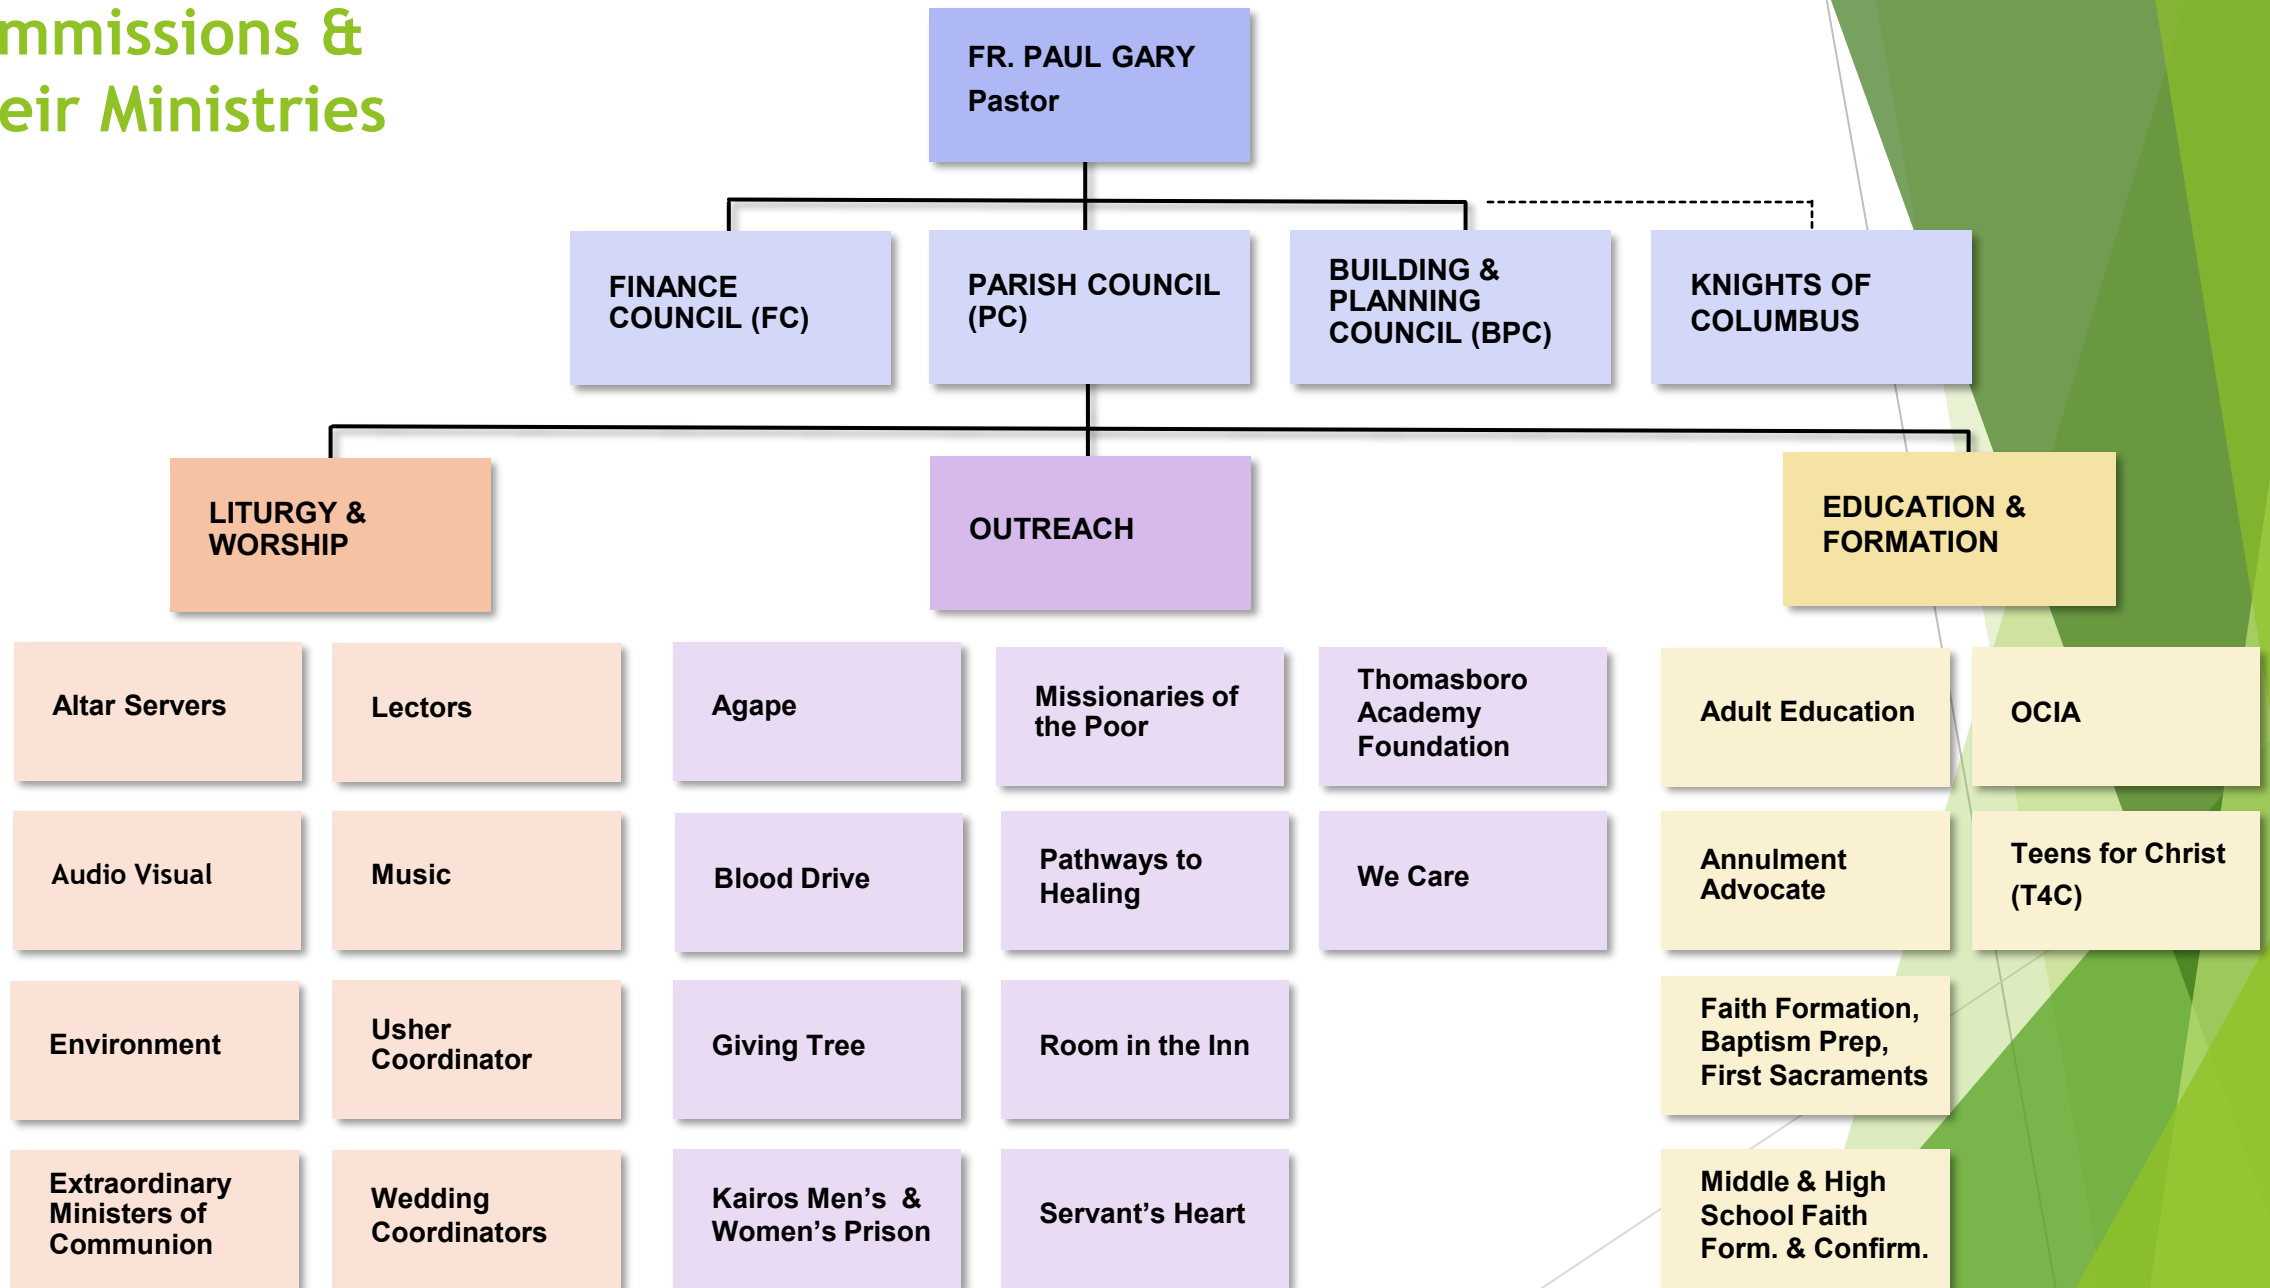 mmissions &
eir Ministries
FR. PAUL GARY
Pastor
FINANCE
COUNCIL (FC)
PARISH COUNCIL
(PC)
BUILDING &
PLANNING
COUNCIL (BPC)
KNIGHTS OF
COLUMBUS
LITURGY &
WORSHIP
OUTREACH
EDUCATION &
FORMATION
Altar Servers
Lectors
Agape
Missionaries of
the Poor
Thomasboro
Academy
Foundation
Adult Education
OCIA
Audio Visual
Music
Blood Drive
Pathways to
Healing
We Care
Annulment
Advocate
Teens for Christ
(T4C)
Environment
Usher
Coordinator
Giving Tree
Room in the Inn
Faith Formation,
Baptism Prep,
First Sacraments
Extraordinary
Ministers of
Communion
Wedding
Coordinators
Kairos Men’s  &
Women’s Prison
Servant’s Heart
Middle & High
School Faith
Form. & Confirm.